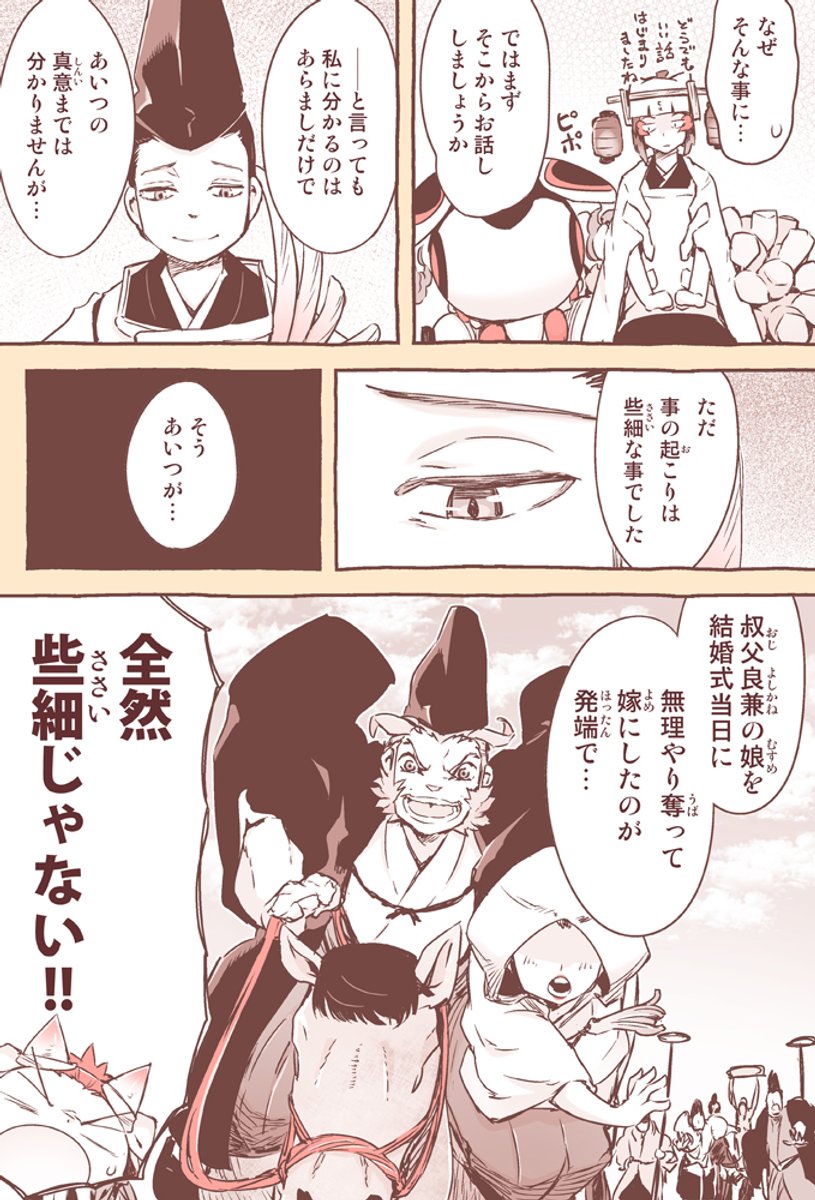 なぜ
そんな事に…
どうでも
いい話
はじまり
ましたね
ピポ
ではまず
そこからお話し
しましょうか
――と言っても
私に分かるのは
あらましだけで
あいつの
真意までは
分かりませんが…
ただ
事の起こりは
些細な事でした
そう
あいつが…
叔父良兼の娘を
結婚式当日に
無理やり奪って
嫁にしたのが
発端で…
全然
些細じゃない!!